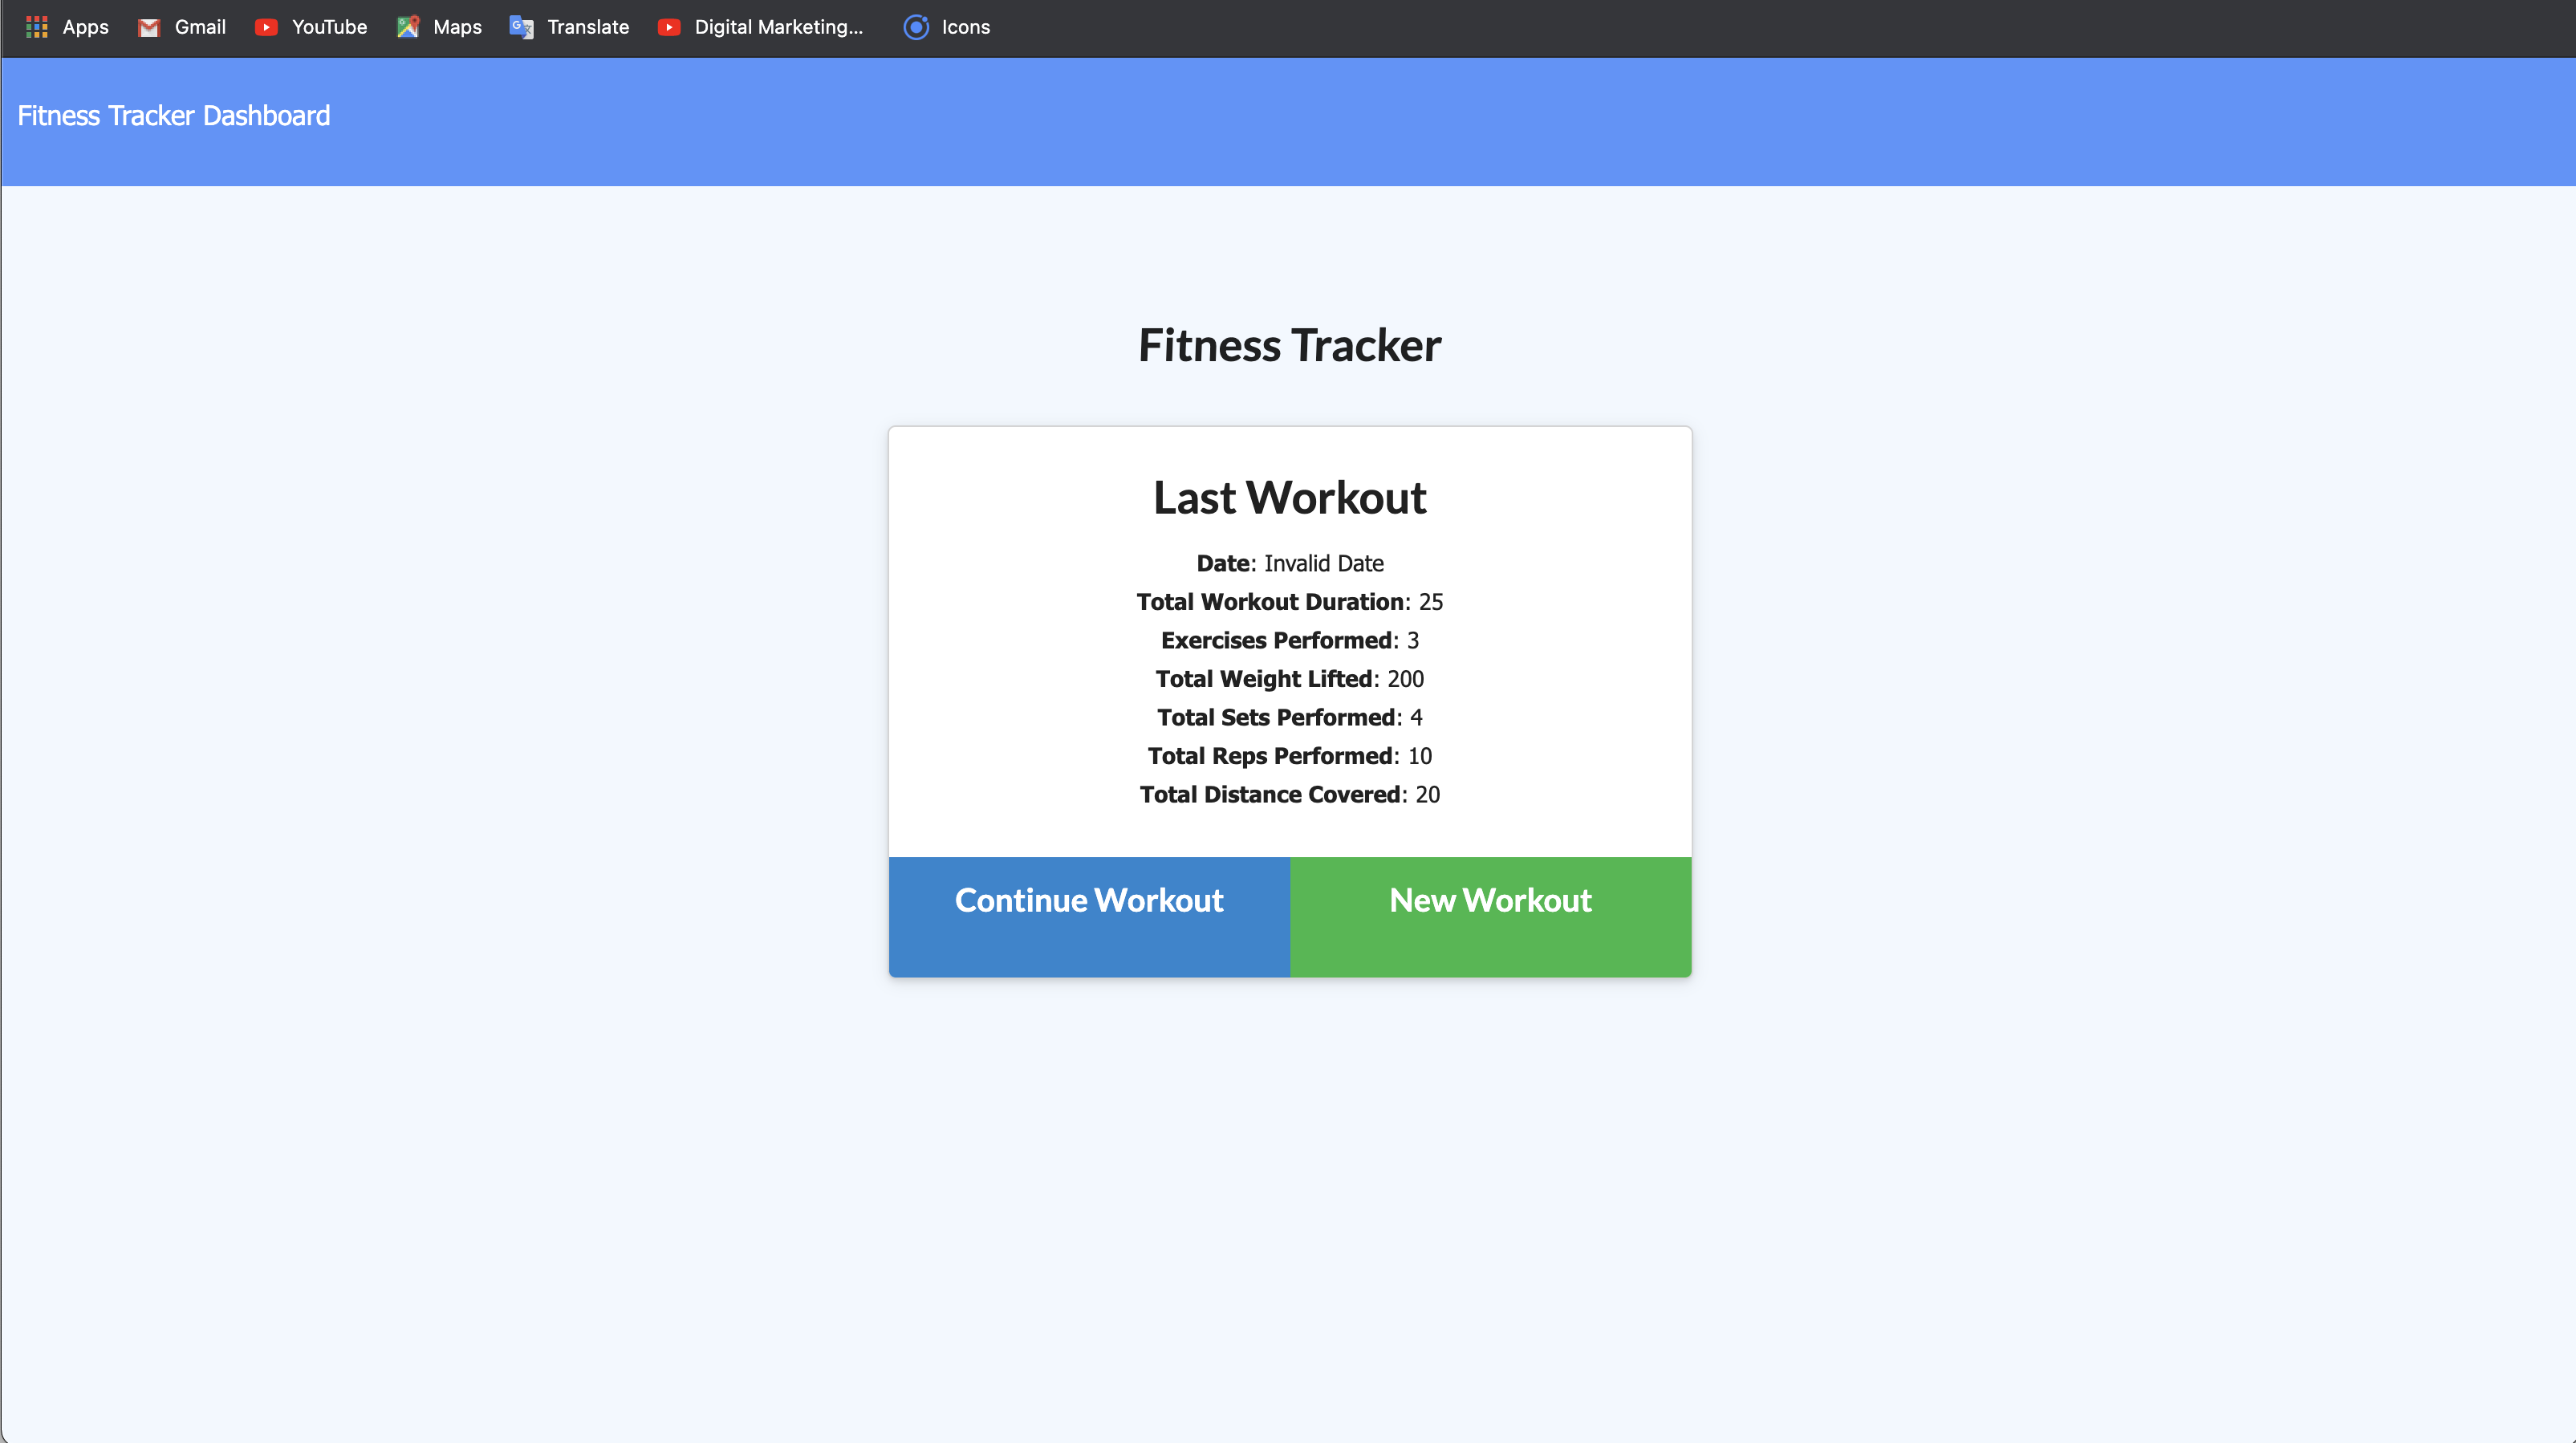 Apps Gmail YouTube Maps Translate Digital Marketing... Icons
Fitness Tracker Dashboard
Fitness Tracker
Last Workout
Date: Invalid Date
Total Workout Duration: 25
Exercises Performed: 3
Total Weight Lifted: 200
Total Sets Performed: 4
Total Reps Performed: 10
Total Distance Covered: 20
Continue Workout New Workout